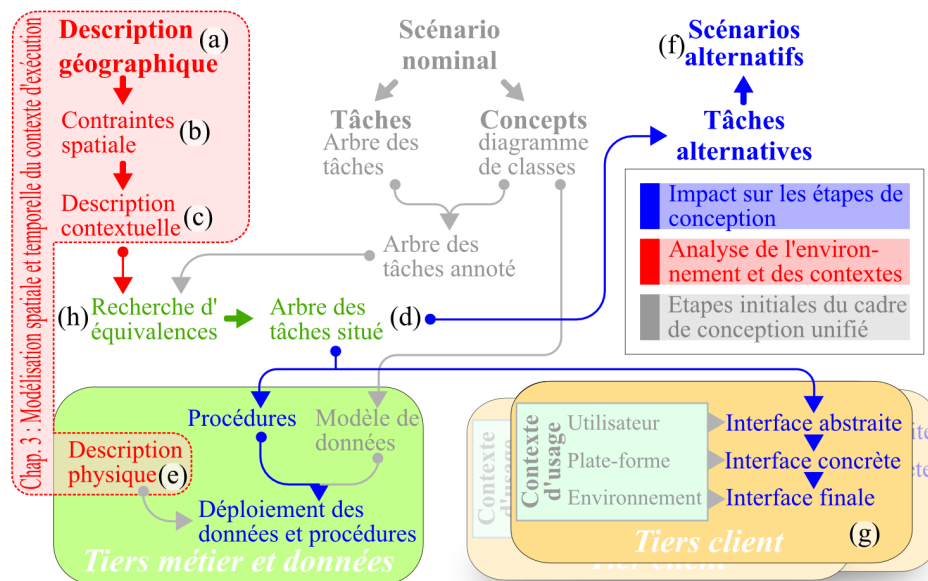 Chap. 3 : Modélisation spatiale et temporelle du contexte d'exécution
Description
géographique
(a)
Contraintes
spatiale
(b)
Description
contextuelle
(c)
Scénario
nominal
Tâches
Arbre des
tâches
Concepts
diagramme
de classes
Arbre des
tâches annoté
(f)
Scénarios
alternatifs
Tâches
alternatives
Impact sur les étapes de
conception
Analyse de l'environ-
nement et des contextes
Etapes initiales du cadre
de conception unifié
(h)
Recherche d'
équivalences
Arbre des
tâches situé
(d)
Procédures
Modèle de
données
Description
physique
(e)
Déploiement des
données et procédures
Tiers métier et données
Contexte
d'usage
Contexte
d'usage
Utilisateur
Plate-forme
Environnement
Interface abstraite
Interface concrète
Interface finale
(g)
Tiers client
Tier client